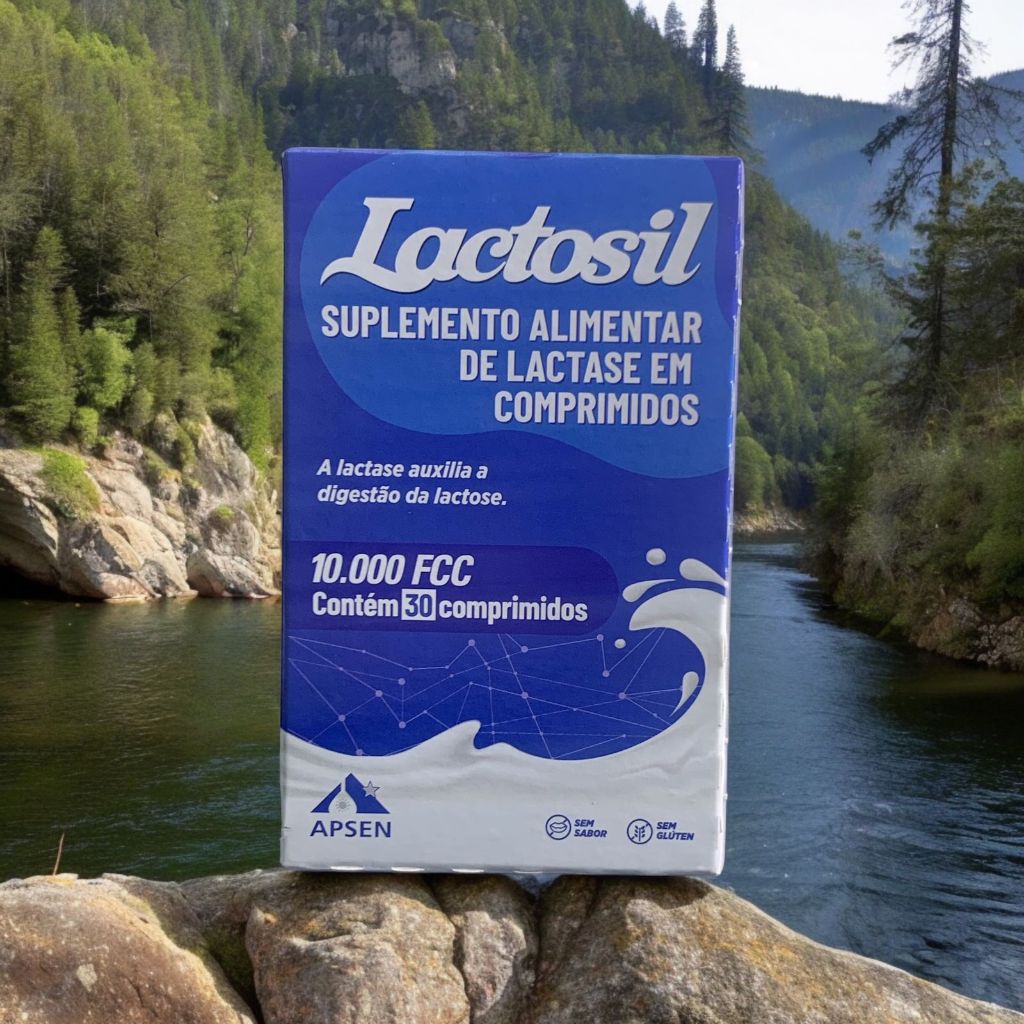 Lactosil
SUPLEMENTO ALIMENTAR
DE LACTASE EM
COMPRIMIDOS
A lactase auxilia a
digestão da lactose.
10.000 FCC
Contém 30 comprimidos
APSEN
SEM
SABOR
SEM
GLÚTEN